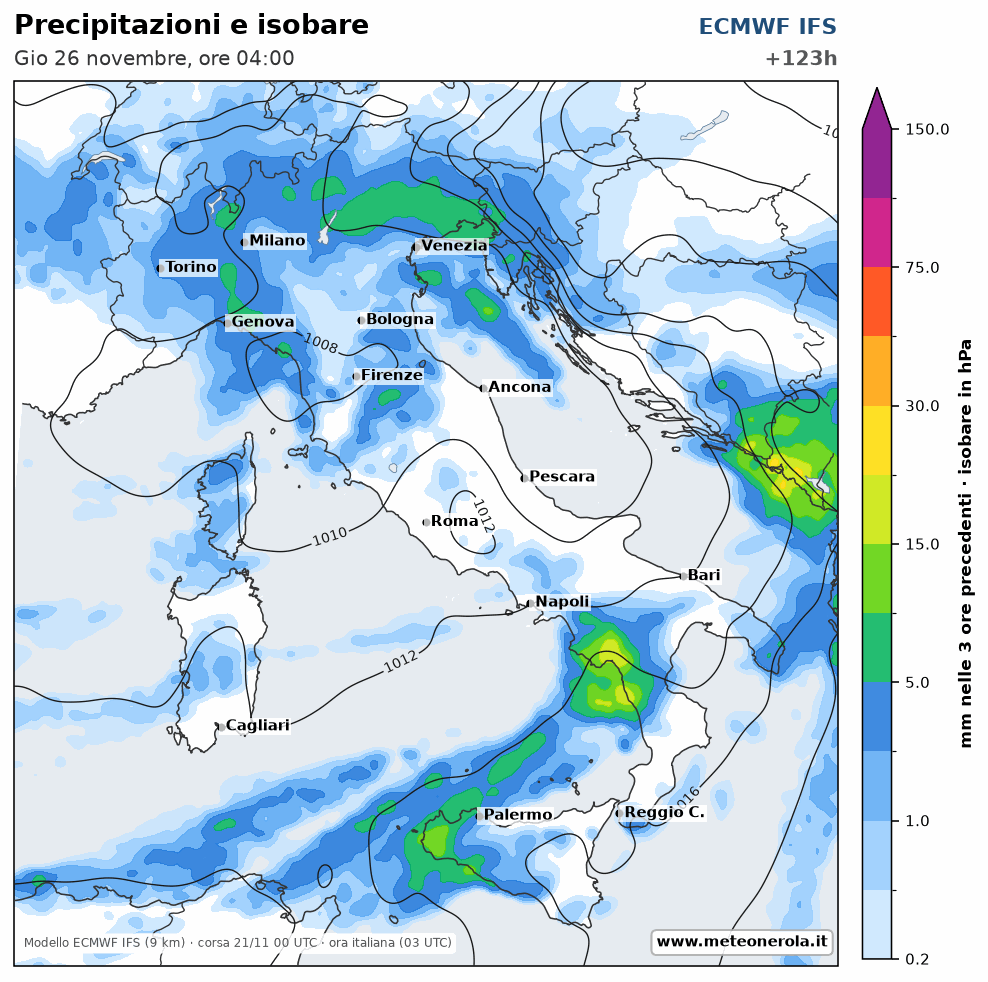 Precipitazioni e isobare
ECMWF IFS
Gio 26 novembre, ore 04:00
+123h
150.0
10
Milano
Venezia
Torino
75.0
Genova
Bologna
1008
Firenze
Ancona
30.0
Pescara
1012
Roma
1010
15.0
Bari
Napoli
1012
5.0
Cagliari
016
Palermo
Reggio C.
1.0
mm nelle 3 ore precedenti · isobare in hPa
Modello ECMWF IFS (9 km) · corsa 21/11 00 UTC · ora italiana (03 UTC)
www.meteonerola.it
0.2